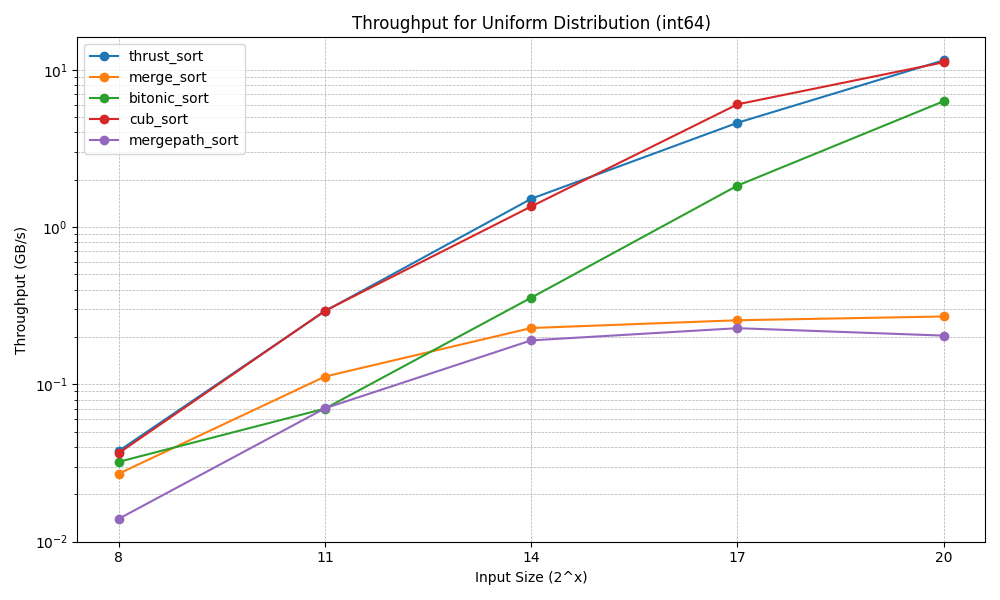 Throughput for Uniform Distribution (int64)
thrust_sort
merge_sort
bitonic_sort
cub_sort
mergepath_sort
Throughput (GB/s)
10^1
10^0
10^-1
10^-2
8 11 14 17 20
Input Size (2^x)